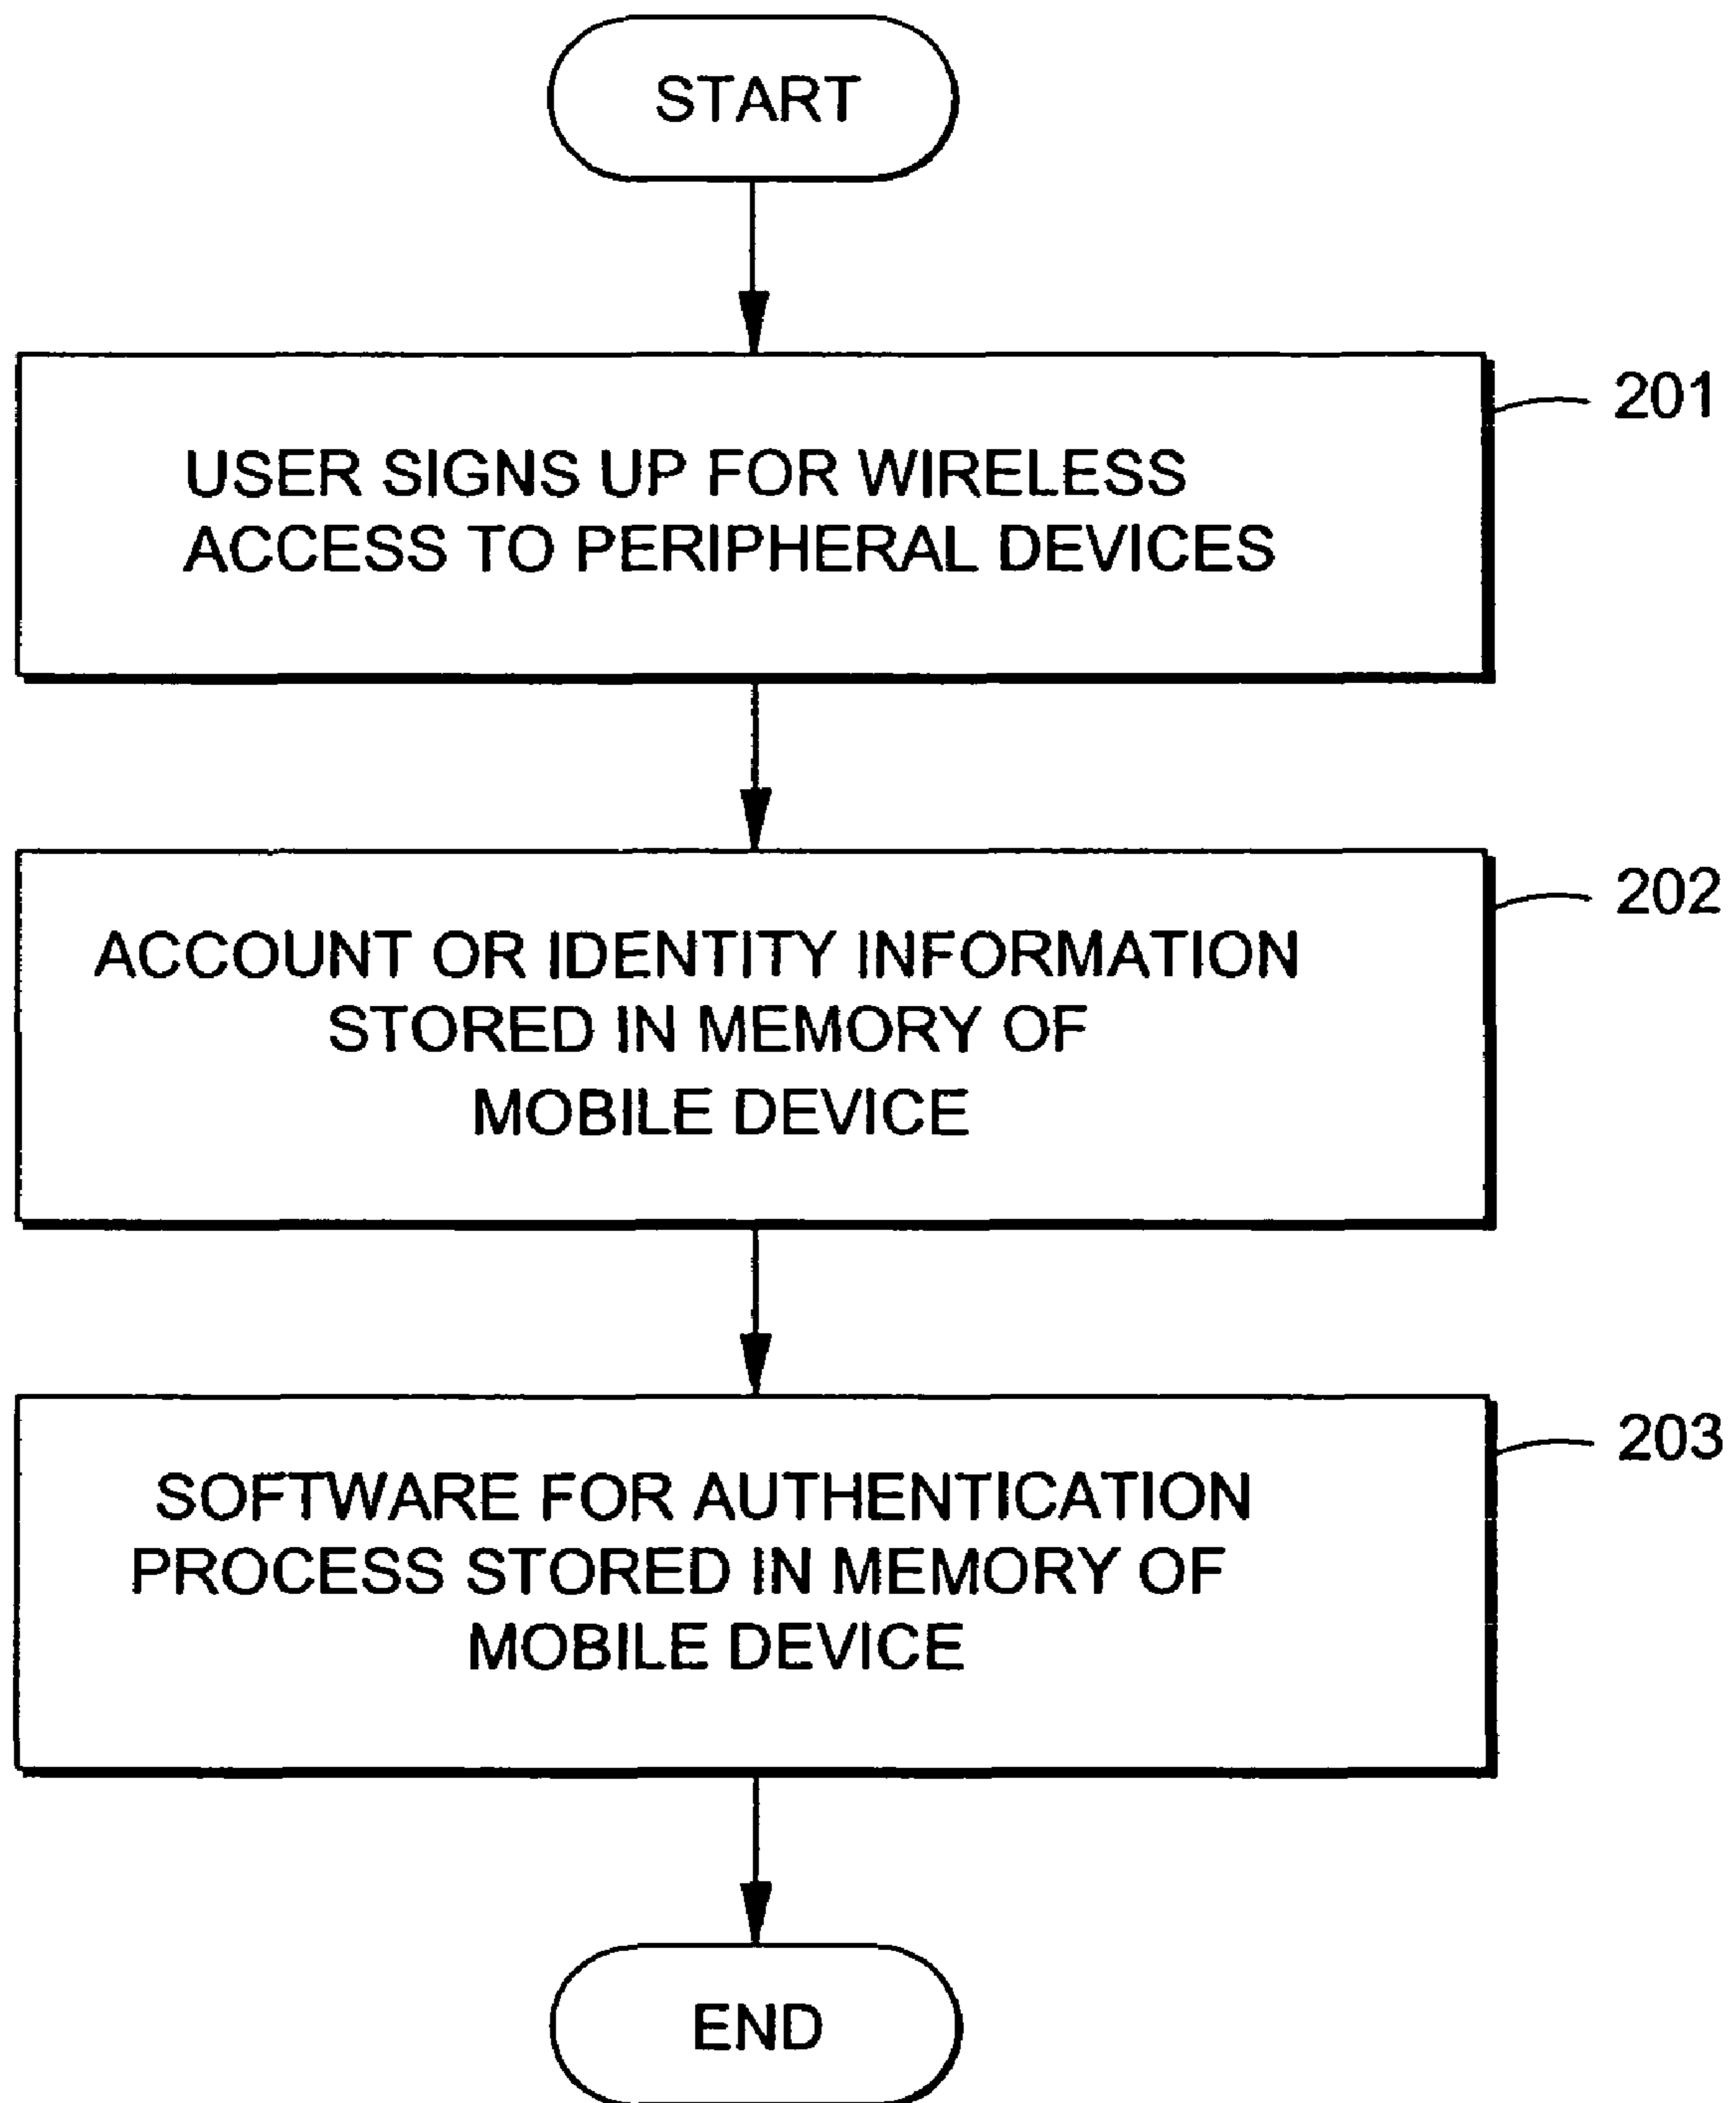 START
201
USER SIGNS UP FOR WIRELESS
ACCESS TO PERIPHERAL DEVICES
202
ACCOUNT OR IDENTITY INFORMATION
STORED IN MEMORY OF
MOBILE DEVICE
203
SOFTWARE FOR AUTHENTICATION
PROCESS STORED IN MEMORY OF
MOBILE DEVICE
END